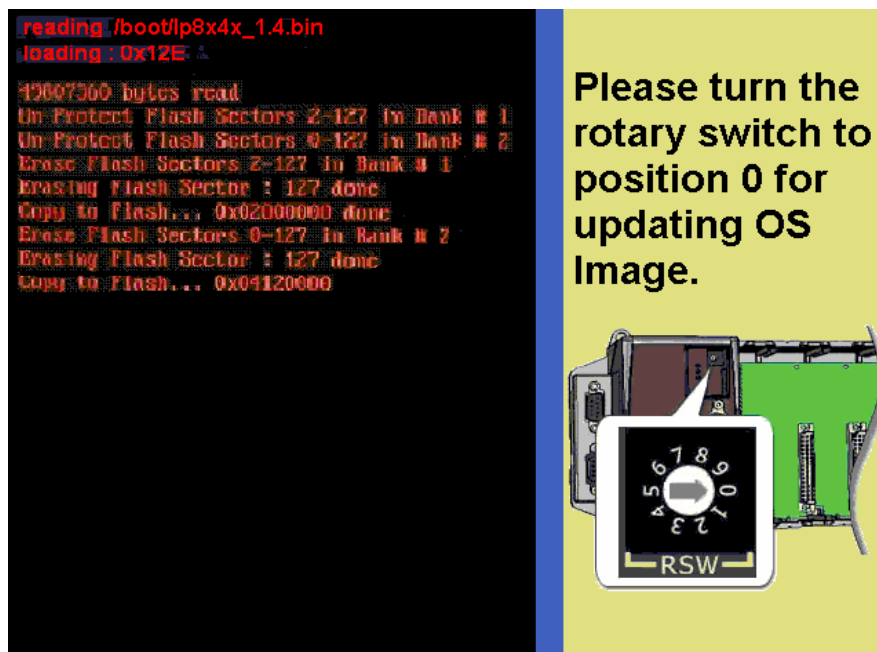 reading /boot/lp8x4x_1.4.bin
loading : 0x12E
49807360 bytes read
Un-Protect Flash Sectors 2-127 in Bank # 1
Un-Protect Flash Sectors 0-127 in Bank # 2
Erase Flash Sectors 2-127 in Bank # 1
Erasing Flash Sector : 127 done
Copy to Flash... 0x02000000 done
Erase Flash Sectors 0-127 in Bank # 2
Erasing Flash Sector : 127 done
Copy to Flash... 0x04120000
Please turn the
rotary switch to
position 0 for
updating OS
Image.
0 1 2 3 4 5 6 7 8 9
RSW